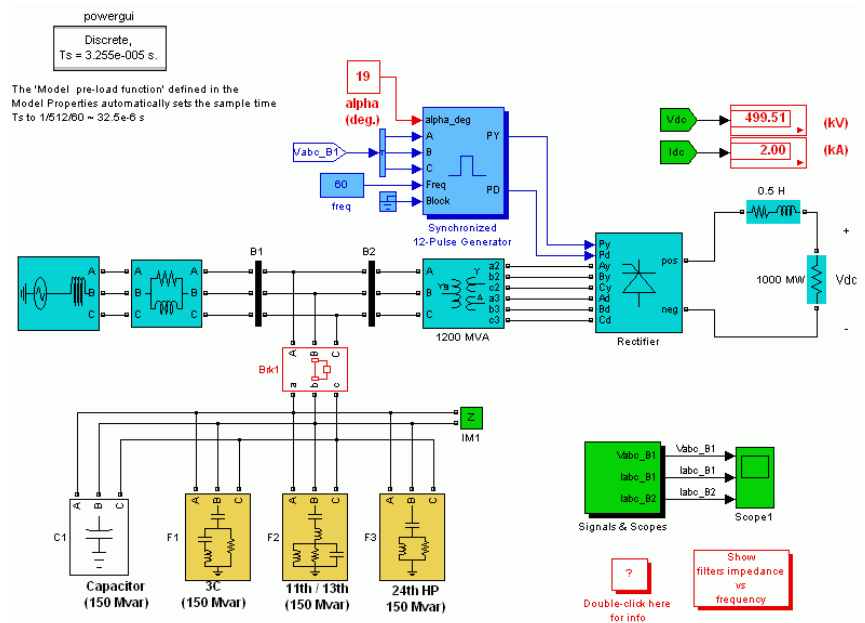 powergui
Discrete,
Ts = 3.255e-005 s.
The 'Model pre-load function' defined in the
Model Properties automatically sets the sample time
Ts to 1/512/60 ~ 32.5e-6 s
19
alpha
(deg.)
Vabc_B1
60
freq
alpha_deg
A
B
C
Freq
Block
PY
PD
Synchronized
12-Pulse Generator
Vdc
499.51
(kV)
Idc
2.00
(kA)
0.5 H
+
1000 MW
Vdc
-
A
B
C
A
B
C
A
B
C
B1
A
B
C
a
b
c
Brk1
B2
A
B
C
Yg
Y
Δ
a2
b2
c2
a3
b3
c3
1200 MVA
Py
Pd
Ay
By
Cy
Ad
Bd
Cd
pos
neg
Rectifier
Z
IM1
A
B
C
C1
Capacitor
(150 Mvar)
A
B
C
F1
3C
(150 Mvar)
A
B
C
F2
11th / 13th
(150 Mvar)
A
B
C
F3
24th HP
150 Mvar)
Vabc_B1
Iabc_B1
Iabc_B2
Vabc_B1
Iabc_B1
Iabc_B2
Signals & Scopes
Scope1
?
Double-click here
for info
Show
filters impedance
vs
frequency